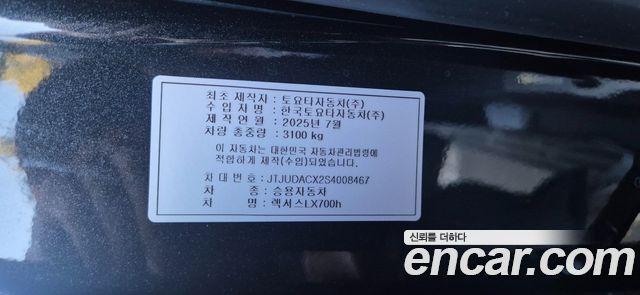 최초 제작자 : 토요타자동차(주)
수 입 자 명 : 한국토요타자동차(주)
제 작 연 월 : 2025년 7월
차량 총중량 : 3100 kg
이 자동차는 대한민국 자동차관리법령에
적합하게 제작(수입)되었습니다.
차 대 번 호 : JTJUDACX2S4008467
차 종 : 승용자동차
차 명 : 렉서스LX700h
신뢰를 더하다
encar.com